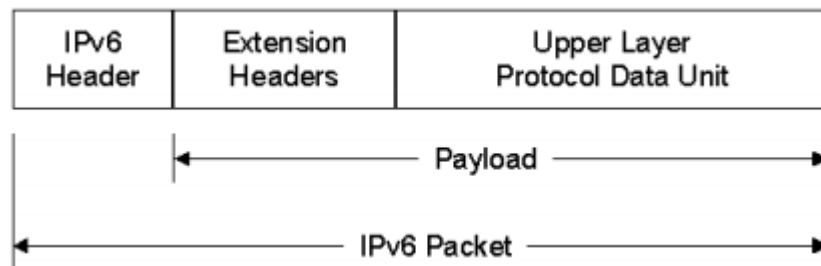 IPv6
Header
Extension
Headers
Upper Layer
Protocol Data Unit
Payload
IPv6 Packet